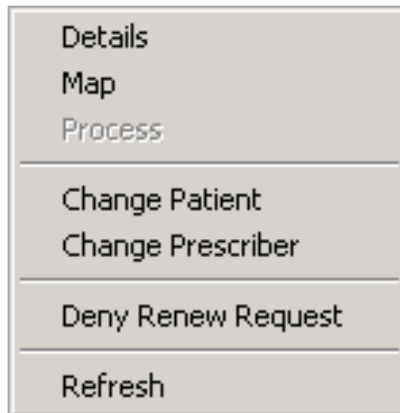 Details
Map
Process
Change Patient
Change Prescriber
Deny Renew Request
Refresh